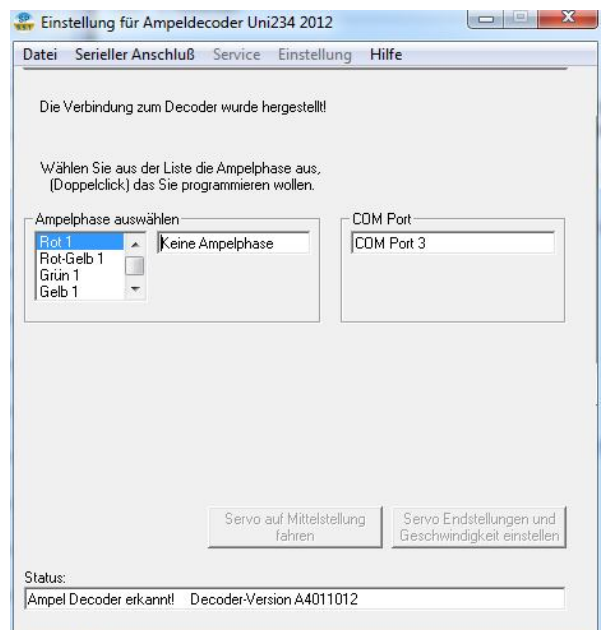 Einstellung für Ampeldecoder Uni234 2012
Datei Serieller Anschluß Service Einstellung Hilfe
Die Verbindung zum Decoder wurde hergestellt!
Wählen Sie aus der Liste die Ampelphase aus,
(Doppelclick) das Sie programmieren wollen.
Ampelphase auswählen
Rot 1
Rot-Gelb 1
Grün 1
Gelb 1
Keine Ampelphase
COM Port
COM Port 3
Servo auf Mittelstellung
fahren
Servo Endstellungen und
Geschwindigkeit einstellen
Status:
Ampel Decoder erkannt! Decoder-Version A4011012